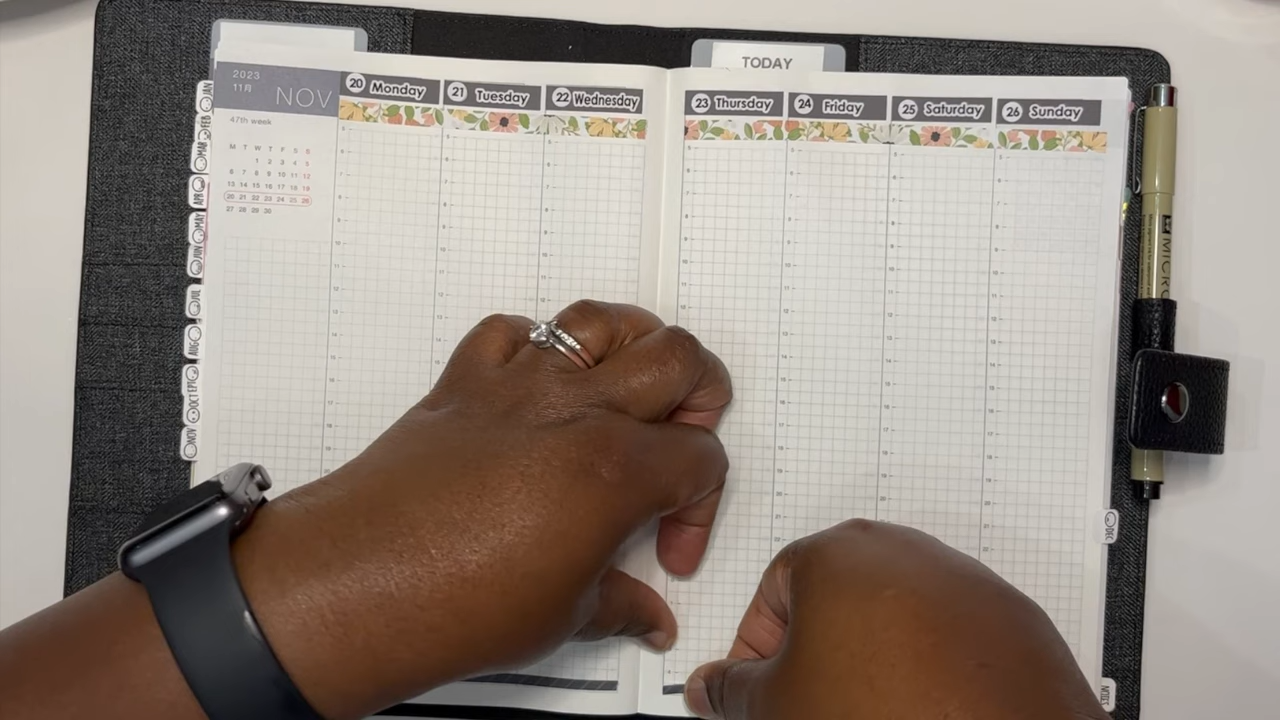 TODAY
2023
11月
NOV
20 Monday
21 Tuesday
22 Wednesday
23 Thursday
24 Friday
25 Saturday
26 Sunday
47th week
M T W T F S S
1 2 3 4 5
6 7 8 9 10 11 12
13 14 15 16 17 18 19
20 21 22 23 24 25 26
27 28 29 30
JAN
FEB
MAR
APR
MAY
JUN
JUL
AUG
OCT
NOV
DEC
NOTES
MICRO